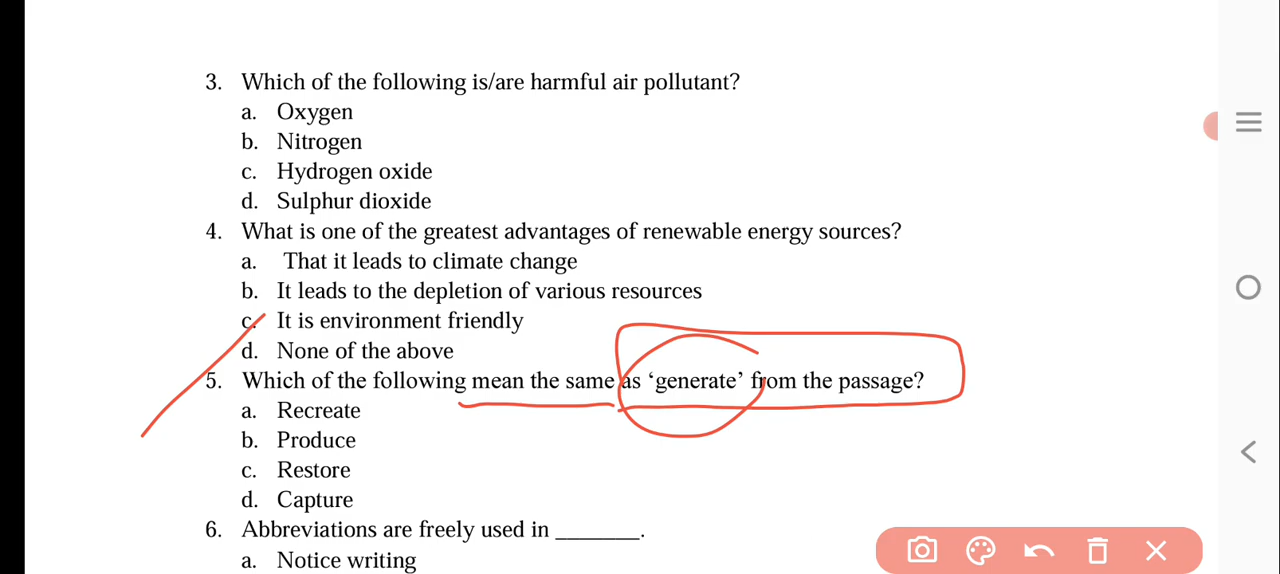 3. Which of the following is/are harmful air pollutant?
a. Oxygen
b. Nitrogen
c. Hydrogen oxide
d. Sulphur dioxide
4. What is one of the greatest advantages of renewable energy sources?
a. That it leads to climate change
b. It leads to the depletion of various resources
c. It is environment friendly
d. None of the above
5. Which of the following mean the same as ‘generate’ from the passage?
a. Recreate
b. Produce
c. Restore
d. Capture
6. Abbreviations are freely used in ________.
a. Notice writing